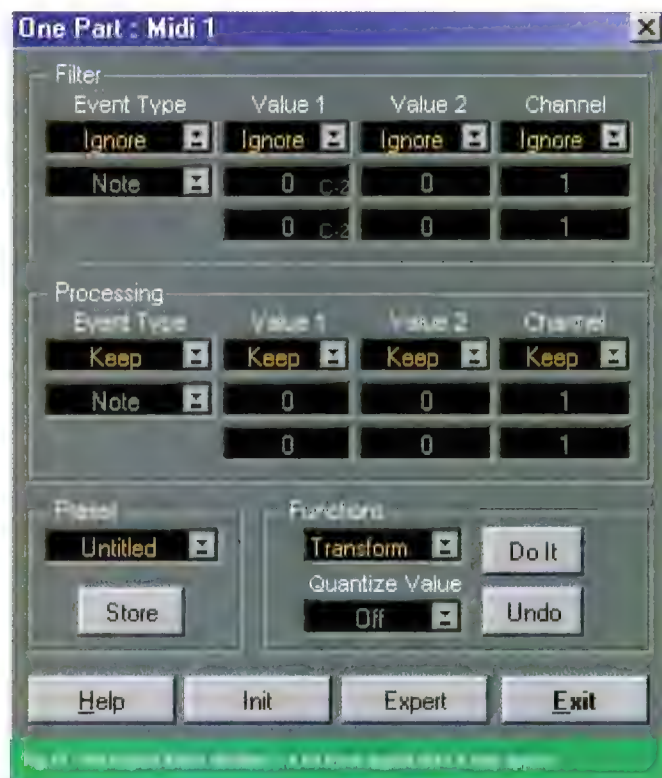 One Part : Midi 1
Filter
Event Type Value 1 Value 2 Channel
Ignore Ignore Ignore Ignore
Note 0 C-2 0 1
0 C-2 0 1
Processing
Event Type Value 1 Value 2 Channel
Keep Keep Keep Keep
Note 0 0 1
0 0 1
Preset Functions
Untitled Transform Do It
Quantize Value
Store Off Undo
Help Init Expert Exit